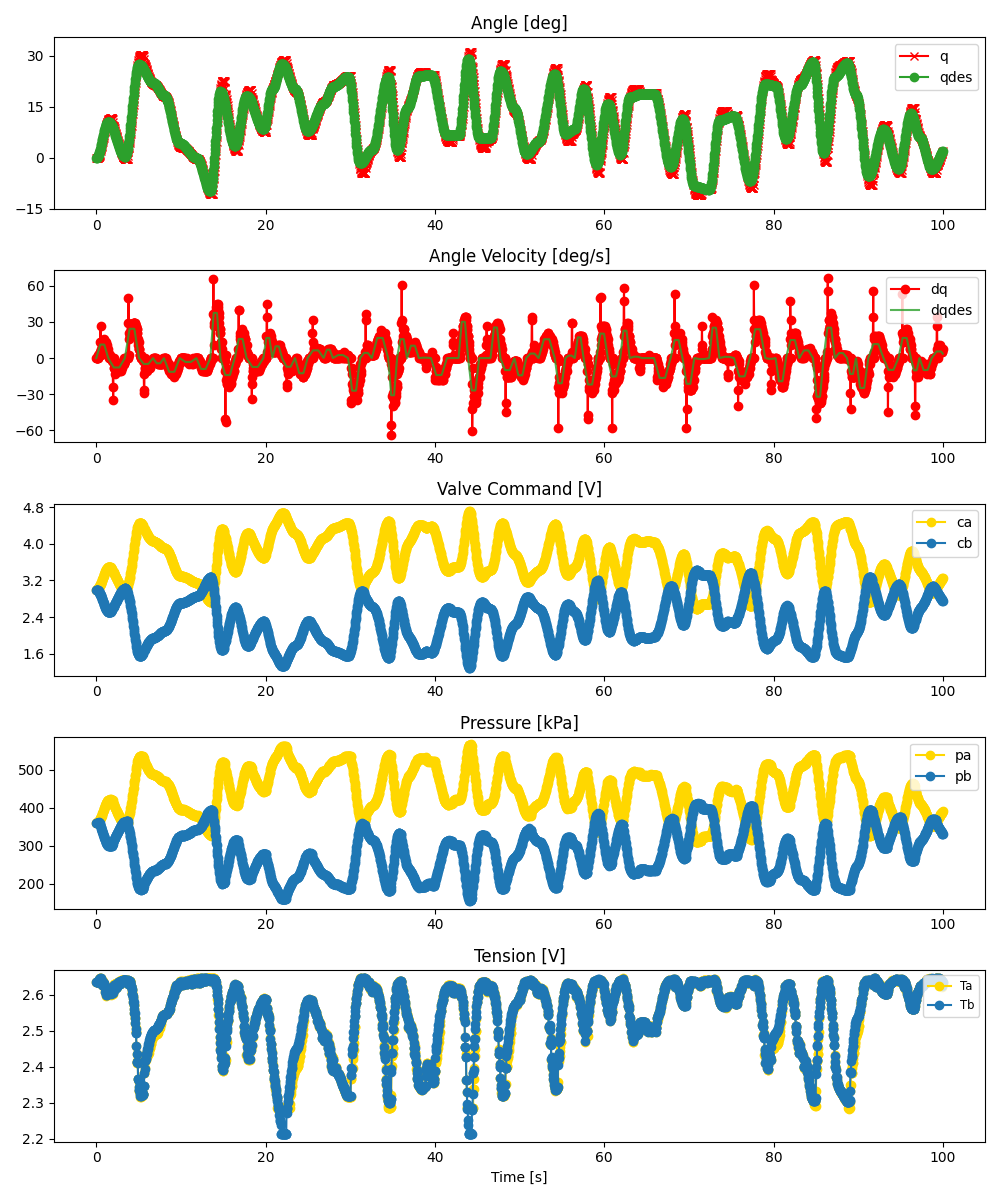 Angle [deg]
30
15
0
−15
q
qdes
0 20 40 60 80 100
Angle Velocity [deg/s]
60
30
0
−30
−60
dq
dqdes
0 20 40 60 80 100
Valve Command [V]
4.8
4.0
3.2
2.4
1.6
ca
cb
0 20 40 60 80 100
Pressure [kPa]
500
400
300
200
pa
pb
0 20 40 60 80 100
Tension [V]
2.6
2.5
2.4
2.3
2.2
Ta
Tb
0 20 40 60 80 100
Time [s]